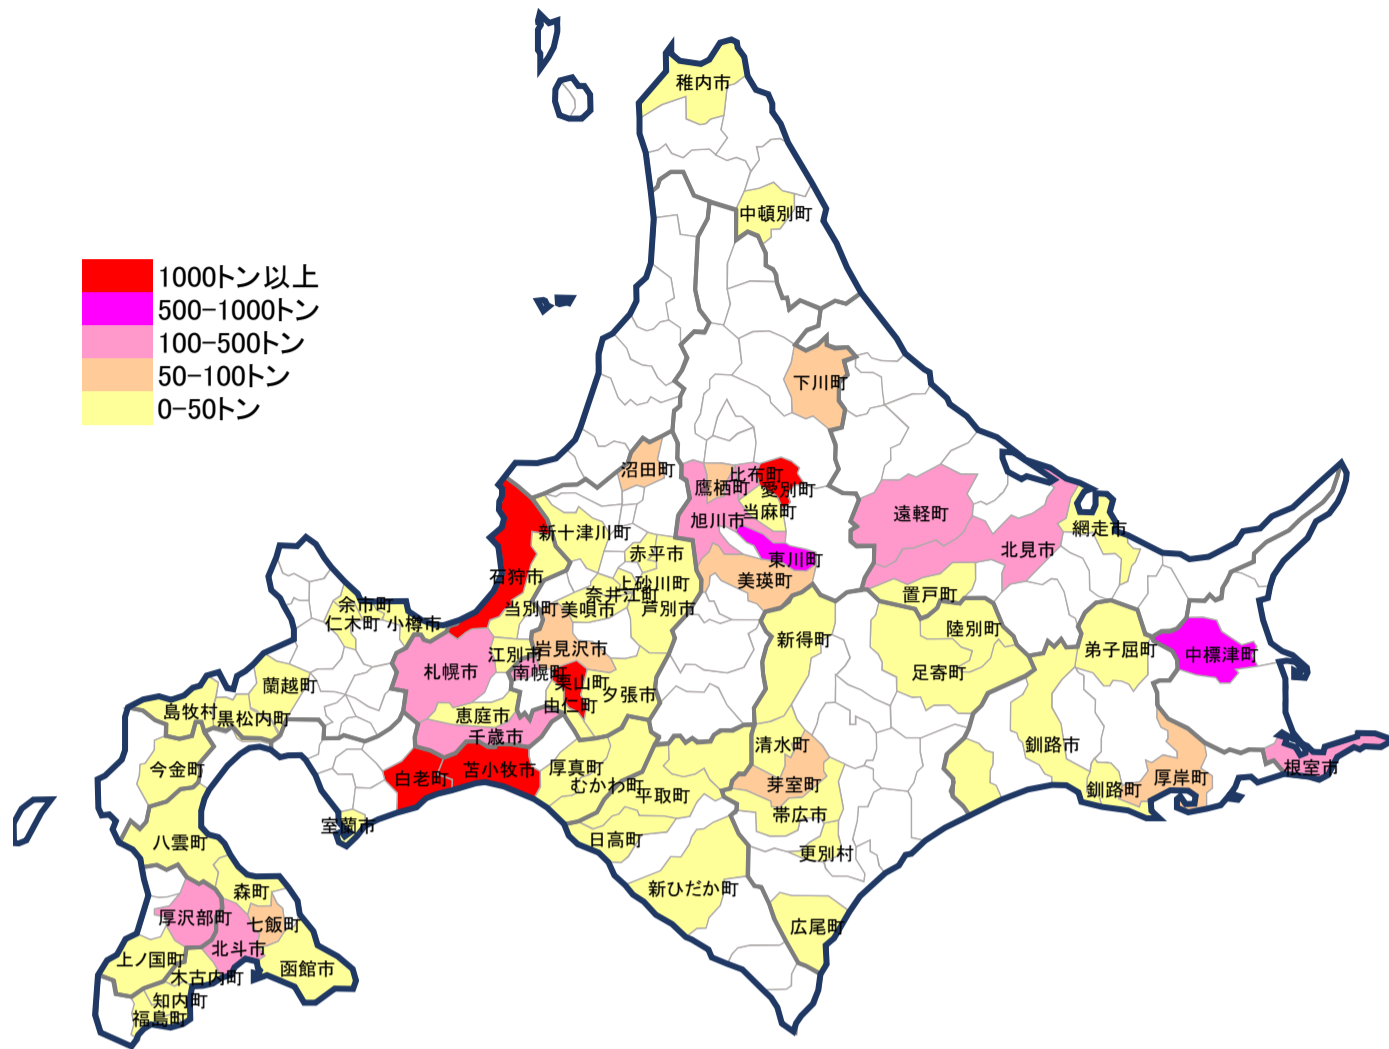 稚内市
中頓別町
1000トン以上
500-1000トン
100-500トン
50-100トン
0-50トン
下川町
沼田町
比布町
鷹栖町
愛別町
当麻町
旭川市
遠軽町
網走市
新十津川町
北見市
赤平市
東川町
石狩市
美瑛町
上砂川町
奈井江町
置戸町
余市町
当別町
美唄市
芦別市
仁木町
小樽市
陸別町
新得町
岩見沢市
江別市
弟子屈町
中標津町
札幌市
南幌町
足寄町
栗山町
蘭越町
夕張市
由仁町
島牧村
黒松内町
恵庭市
千歳市
清水町
釧路市
今金町
白老町
苫小牧市
厚真町
むかわ町
平取町
芽室町
厚岸町
釧路町
根室市
帯広市
室蘭市
八雲町
日高町
更別村
森町
新ひだか町
厚沢部町
七飯町
広尾町
北斗市
上ノ国町
函館市
木古内町
知内町
福島町